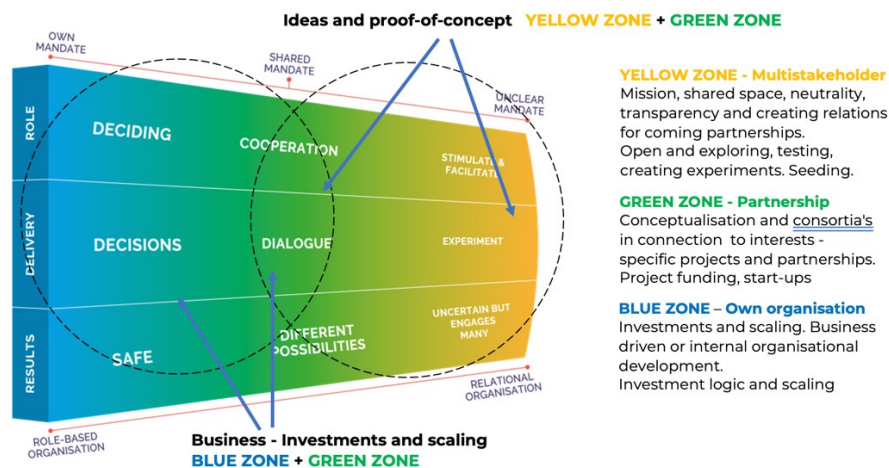 Ideas and proof-of-concept YELLOW ZONE + GREEN ZONE
OWN
MANDATE
SHARED
MANDATE
UNCLEAR
MANDATE
ROLE
DECIDING
COOPERATION
STIMULATE &
FACILITATE
DELIVERY
DECISIONS
DIALOGUE
EXPERIMENT
RESULTS
SAFE
DIFFERENT
POSSIBILITIES
UNCERTAIN BUT
ENGAGES
MANY
ROLE-BASED
ORGANISATION
RELATIONAL
ORGANISATION
Business - Investments and scaling
BLUE ZONE + GREEN ZONE
YELLOW ZONE - Multistakeholder
Mission, shared space, neutrality,
transparency and creating relations
for coming partnerships.
Open and exploring, testing,
creating experiments. Seeding.
GREEN ZONE - Partnership
Conceptualisation and consortia's
in connection to interests -
specific projects and partnerships.
Project funding, start-ups
BLUE ZONE – Own organisation
Investments and scaling. Business
driven or internal organisational
development.
Investment logic and scaling